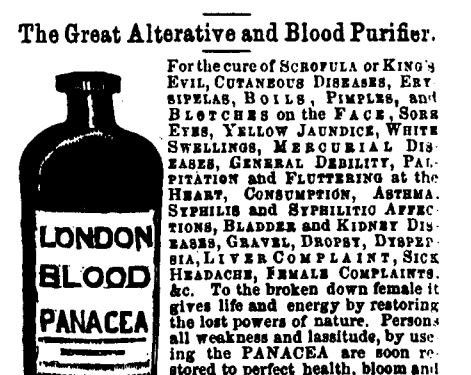 The Great Alterative and Blood Purifier.
For the cure of SCROFULA or KING's
EVIL, CUTANEOUS DISEASES, ERY
SIPELAS, BOILS, PIMPLES, and
BLOTCHES on the FACE, SORE
EYES, YELLOW JAUNDICE, WHITE
SWELLINGS, MERCURIAL DIS-
EASES, GENERAL DEBILITY, PAL-
PITATION and FLUTTERING at the
HEART, CONSUMPTION, ASTHMA.
SYPHILIS and SYPHILITIC AFFEC-
TIONS, BLADDER and KIDNEY DIS-
EASES, GRAVEL, DROPSY, DYSPEP-
SIA, LIVER COMPLAINT, SICK
HEADACHE, FEMALE COMPLAINTS.
&c. To the broken down female it
gives life and energy by restoring
the lost powers of nature. Persons
all weakness and lassitude, by us-
ing the PANACEA are soon re-
stored to perfect health, bloom and
LONDON
BLOOD
PANACEA